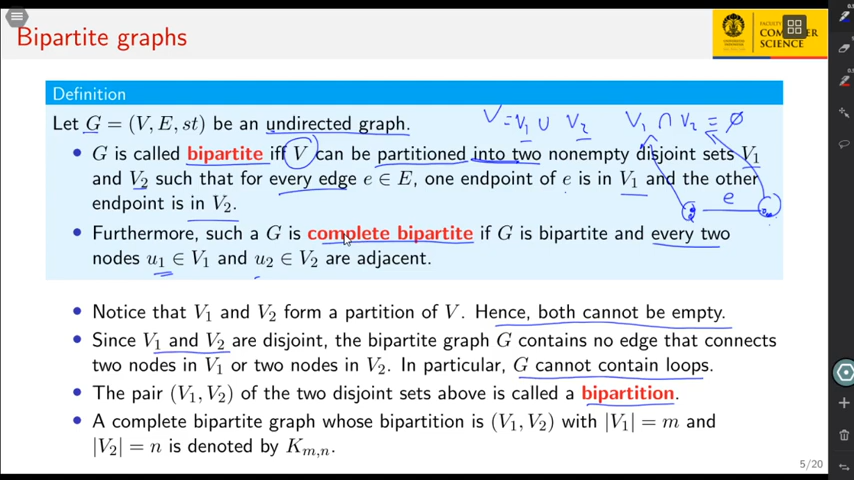 Bipartite graphs
FACULTY OF
COMPUTER
SCIENCE
Definition
V = V₁ ∪ V₂ V₁ ∩ V₂ = ∅
Let G = (V, E, st) be an undirected graph.
• G is called bipartite iff V can be partitioned into two nonempty disjoint sets V₁
and V₂ such that for every edge e ∈ E, one endpoint of e is in V₁ and the other
endpoint is in V₂.
e
• Furthermore, such a G is complete bipartite if G is bipartite and every two
nodes u₁ ∈ V₁ and u₂ ∈ V₂ are adjacent.
• Notice that V₁ and V₂ form a partition of V. Hence, both cannot be empty.
• Since V₁ and V₂ are disjoint, the bipartite graph G contains no edge that connects
two nodes in V₁ or two nodes in V₂. In particular, G cannot contain loops.
• The pair (V₁, V₂) of the two disjoint sets above is called a bipartition.
• A complete bipartite graph whose bipartition is (V₁, V₂) with |V₁| = m and
|V₂| = n is denoted by Kₘ,ₙ.
5/20